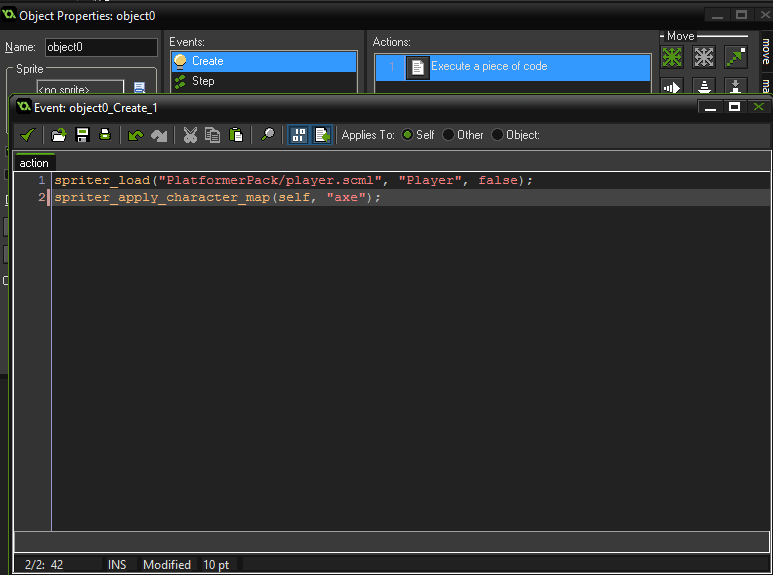 Object Properties: object0
Name: object0
Sprite
<no sprite>
Events:
Create
Step
Actions:
1 Execute a piece of code
Move
move
Event: object0_Create_1
Applies To: Self Other Object:
action
1 spriter_load("PlatformerPack/player.scml", "Player", false);
2 spriter_apply_character_map(self, "axe");
2/2: 42 INS Modified 10 pt